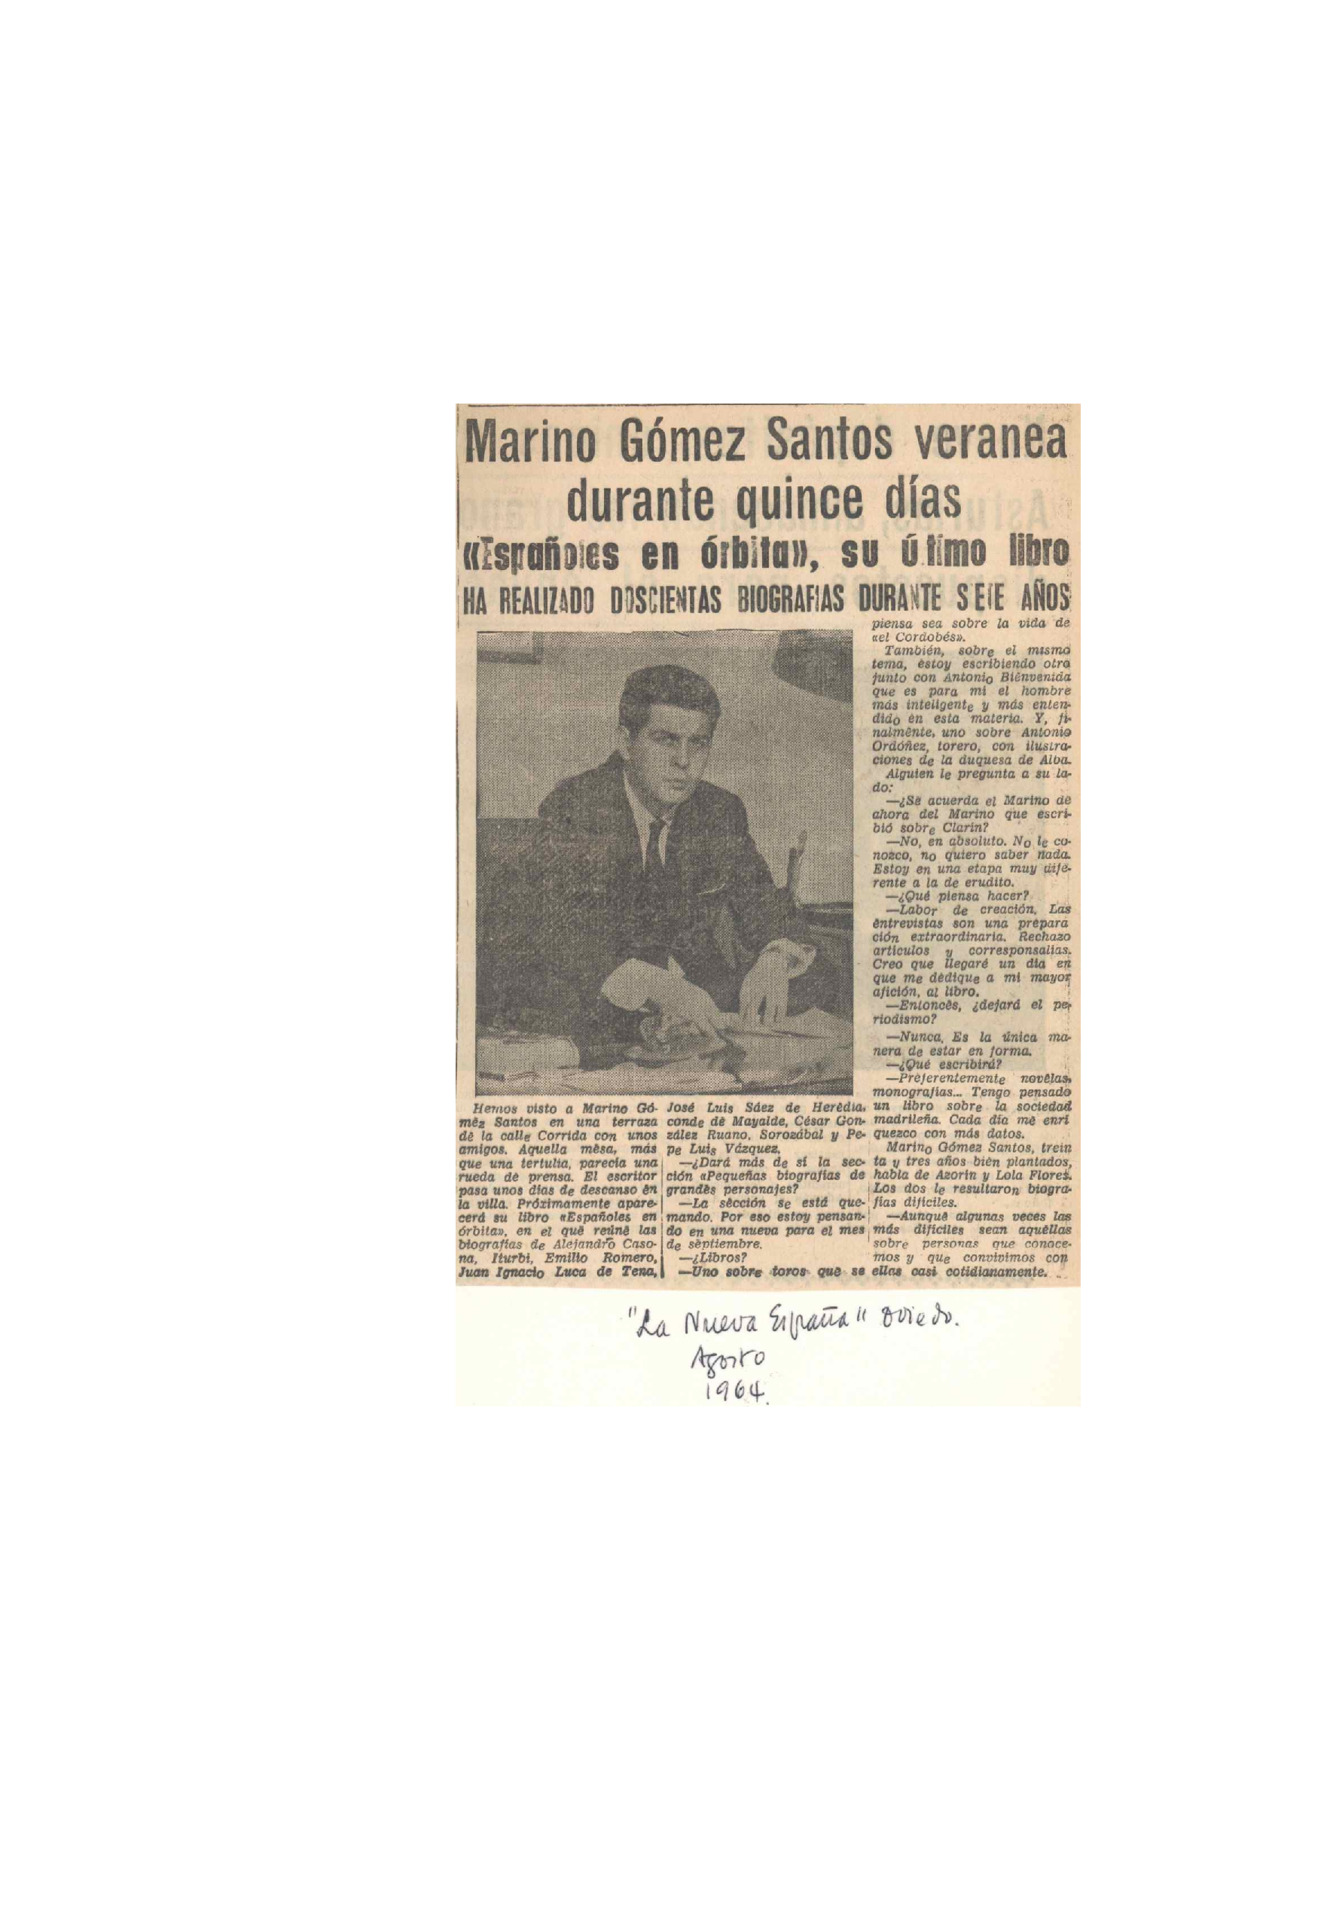 Marino Gómez Santos veranea
durante quince días
«Españoles en órbita», su último libro
HA REALIZADO DOSCIENTAS BIOGRAFIAS DURANTE SIETE AÑOS
Hemos visto a Marino Gó-
mez Santos en una terraza
de la calle Corrida con unos
amigos. Aquella mesa, más
que una tertulia, parecía una
rueda de prensa. El escritor
pasa unos días de descanso en
la villa. Próximamente apare-
cerá su libro «Españoles en
órbita», en el que reúne las
biografías de Alejandro Caso-
na, Iturbi, Emilio Romero,
Juan Ignacio Luca de Tena,
José Luis Sáez de Heredia,
conde de Mayalde, César Gon-
zález Ruano, Sorozábal y Pe-
pe Luis Vázquez.
—¿Dará más de sí la sec-
ción «Pequeñas biografías de
grandes personajes?
—La sección se está que-
mando. Por eso estoy pensan-
do en una nueva para el mes
de septiembre.
—¿Libros?
—Uno sobre toros que se
piensa sea sobre la vida de
«el Cordobés».
También, sobre el mismo
tema, estoy escribiendo otro
junto con Antonio Bienvenida
que es para mí el hombre
más inteligente y más enten-
dido en esta materia. Y, fi-
nalmente, uno sobre Antonio
Ordóñez, torero, con ilustra-
ciones de la duquesa de Alba.
Alguien le pregunta a su la-
do:
—¿Se acuerda el Marino de
ahora del Marino que escri-
bió sobre Clarín?
—No, en absoluto. No le co-
nozco, no quiero saber nada.
Estoy en una etapa muy dife-
rente a la de erudito.
—¿Qué piensa hacer?
—Labor de creación. Las
entrevistas son una prepara
ción extraordinaria. Rechazo
artículos y corresponsalías.
Creo que llegaré un día en
que me dedique a mi mayor
afición, al libro.
—Entonces, ¿dejará el pe-
riodismo?
—Nunca. Es la única ma-
nera de estar en forma.
—¿Qué escribirá?
—Preferentemente novelas,
monografías... Tengo pensado
un libro sobre la sociedad
madrileña. Cada día me enri
quezco con más datos.
Marino Gómez Santos, trein
ta y tres años bien plantados,
habla de Azorín y Lola Flores.
Los dos le resultaron biogra-
fías difíciles.
—Aunque algunas veces las
más difíciles sean aquéllas
sobre personas que conoce-
mos y que convivimos con
ellas casi cotidianamente.
"La Nueva España" Oviedo.
Agosto
1964.